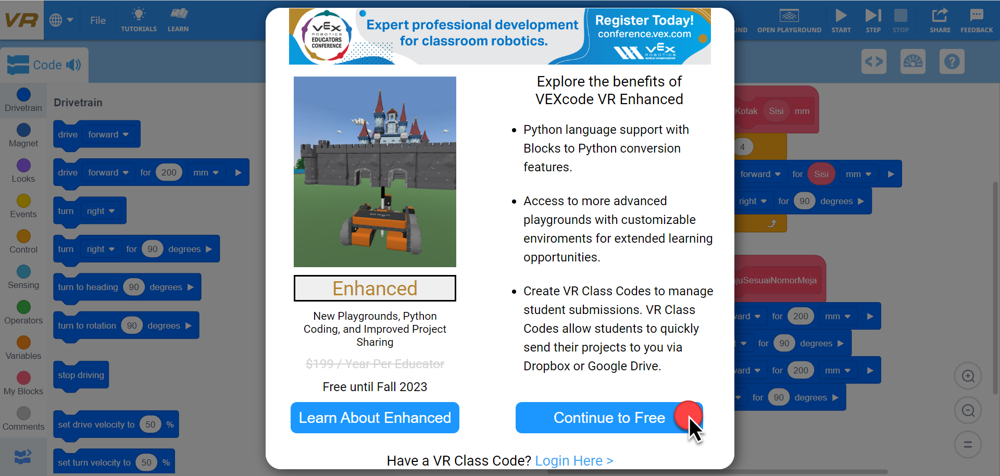 VR
File
TUTORIALS
LEARN
UND
OPEN PLAYGROUND
START
STEP
STOP
SHARE
FEEDBACK
Code
Drivetrain
Magnet
Looks
Events
Control
Sensing
Operators
Variables
My Blocks
Comments
Drivetrain
drive forward
drive forward for 200 mm
turn right
turn right for 90 degrees
turn to heading 90 degrees
turn to rotation 90 degrees
stop driving
set drive velocity to 50 %
set turn velocity to 50 %
VEX
ROBOTICS
EDUCATORS
CONFERENCE
Expert professional development
for classroom robotics.
Register Today!
conference.vex.com
VEX
ROBOTICS
WORLD CHAMPIONSHIP
Enhanced
New Playgrounds, Python
Coding, and Improved Project
Sharing
$199 / Year Per Educator
Free until Fall 2023
Learn About Enhanced
Explore the benefits of
VEXcode VR Enhanced
• Python language support with
Blocks to Python conversion
features.
• Access to more advanced
playgrounds with customizable
enviroments for extended learning
opportunities.
• Create VR Class Codes to manage
student submissions. VR Class
Codes allow students to quickly
send their projects to you via
Dropbox or Google Drive.
Continue to Free
Have a VR Class Code? Login Here >
Kotak Sisi mm
4
forward for Sisi mm
right for 90 degrees
juSesuaiNomorMeja
ward for 200 mm
t for 90 degrees
ward for 200 mm
for 90 degrees